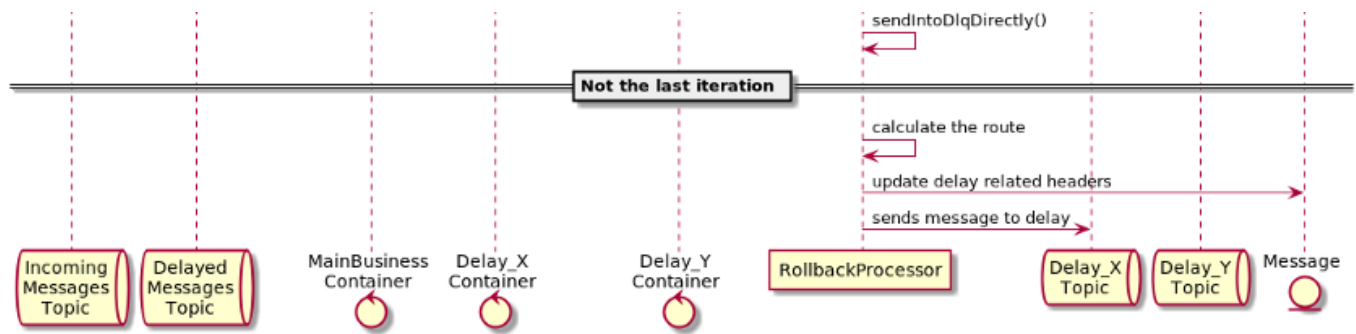 sendIntoDlqDirectly()
Not the last iteration
calculate the route
update delay related headers
sends message to delay
Incoming
Messages
Topic
Delayed
Messages
Topic
MainBusiness
Container
Delay_X
Container
Delay_Y
Container
RollbackProcessor
Delay_X
Topic
Delay_Y
Topic
Message